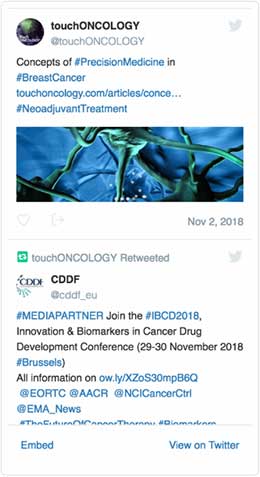 touchONCOLOGY
@touchONCOLOGY
Concepts of #PrecisionMedicine in
#BreastCancer
touchoncology.com/articles/conce…
#NeoadjuvantTreatment
Nov 2, 2018
touchONCOLOGY Retweeted
CDDF
@cddf_eu
#MEDIAPARTNER Join the #IBCD2018,
Innovation & Biomarkers in Cancer Drug
Development Conference (29-30 November 2018
#Brussels)
All information on ow.ly/XZoS30mpB6Q
@EORTC @AACR @NCICancerCtrl
@EMA_News
#TheFutureOfCancerTherapy #Biomarkers
Embed
View on Twitter